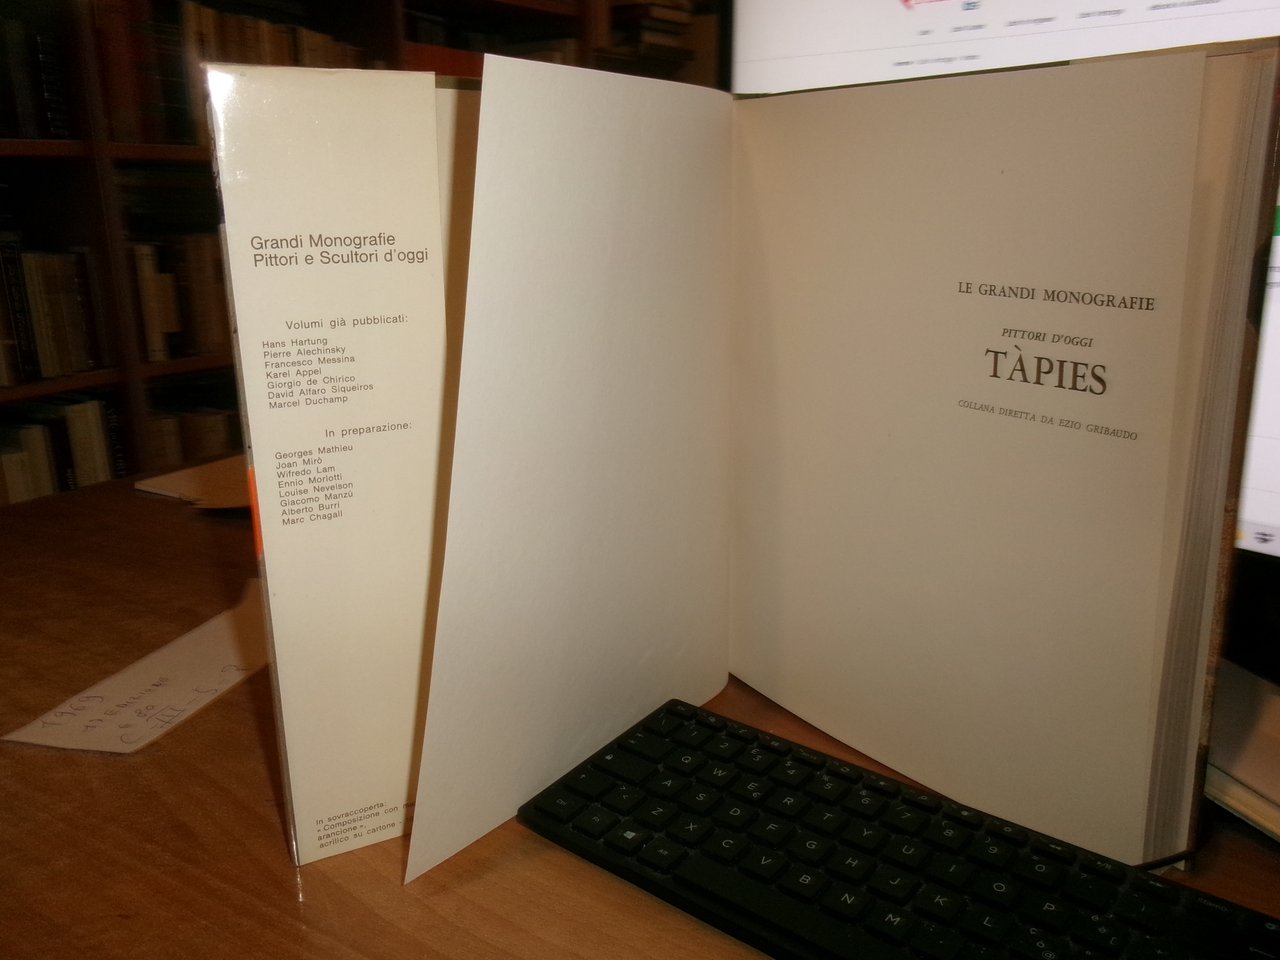 Grandi Monografie
Pittori e Scultori d'oggi
Volumi già pubblicati:
Hans Hartung
Pierre Alechinsky
Francesco Messina
Karel Appel
Giorgio de Chirico
David Alfaro Siqueiros
Marcel Duchamp
In preparazione:
Georges Mathieu
Joan Mirò
Wifredo Lam
Ennio Morlotti
Louise Nevelson
Giacomo Manzù
Alberto Burri
Marc Chagall
In sovraccoperta:
«Composizione con
arancione».
acrilico su cartone -
LE GRANDI MONOGRAFIE
PITTORI D'OGGI
TÀPIES
COLLANA DIRETTA DA EZIO GRIBAUDO
1969
€ 80
Q W E R T Y U I O P
A S D F G H J K L
Z X C V B N M